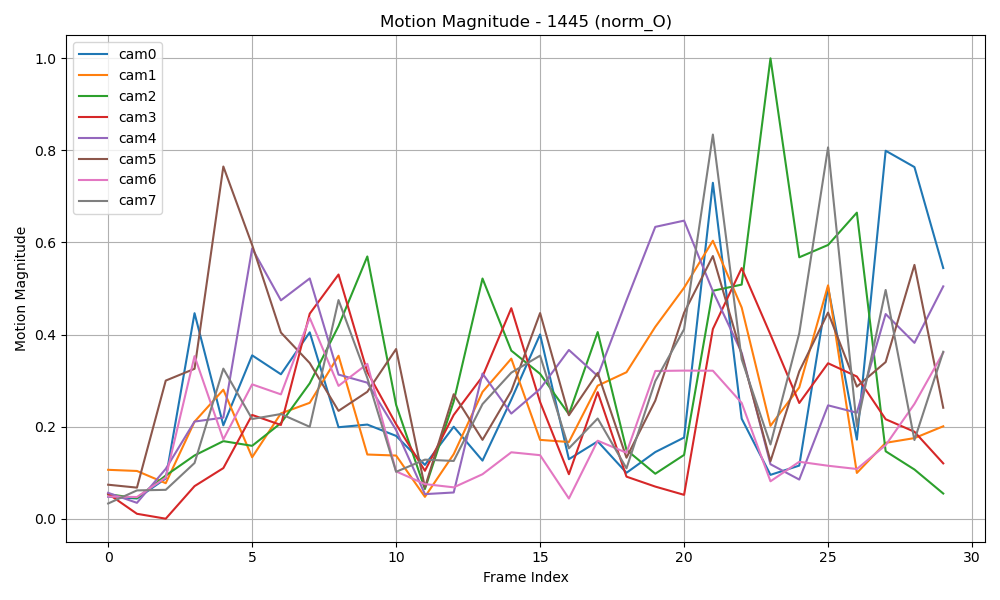 Motion Magnitude - 1445 (norm_O)
cam0
cam1
cam2
cam3
cam4
cam5
cam6
cam7
Motion Magnitude
1.0
0.8
0.6
0.4
0.2
0.0
0 5 10 15 20 25 30
Frame Index